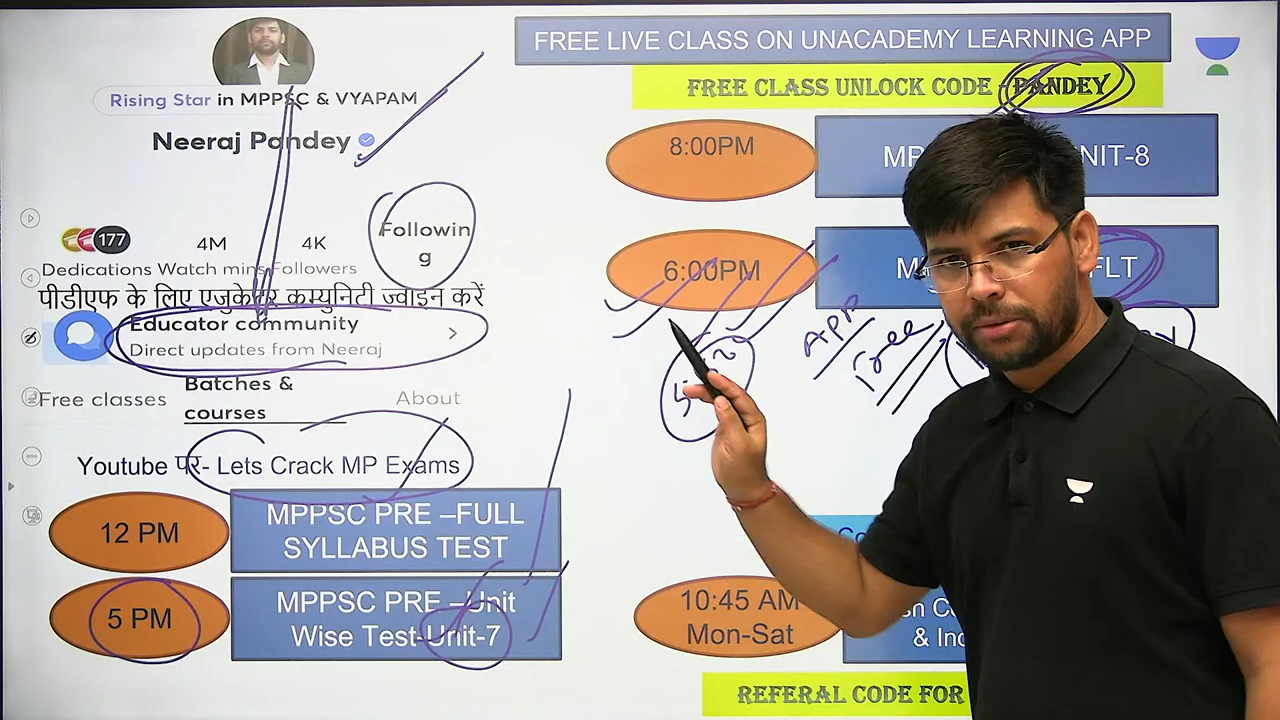 Rising Star in MPPSC & VYAPAM
Neeraj Pandey
177
4M
4K
Followin
g
Dedications Watch mins Followers
पीडीएफ के लिए एजुकेटर कम्युनिटी ज्वाइन करें
Educator community
Direct updates from Neeraj
Free classes
Batches &
courses
About
Youtube पर- Lets Crack MP Exams
12 PM
MPPSC PRE –FULL
SYLLABUS TEST
5 PM
MPPSC PRE –Unit
Wise Test-Unit-7
FREE LIVE CLASS ON UNACADEMY LEARNING APP
FREE CLASS UNLOCK CODE - PANDEY
8:00PM
6:00PM
FLT
APP
Free
10:45 AM
Mon-Sat
REFERAL CODE FOR